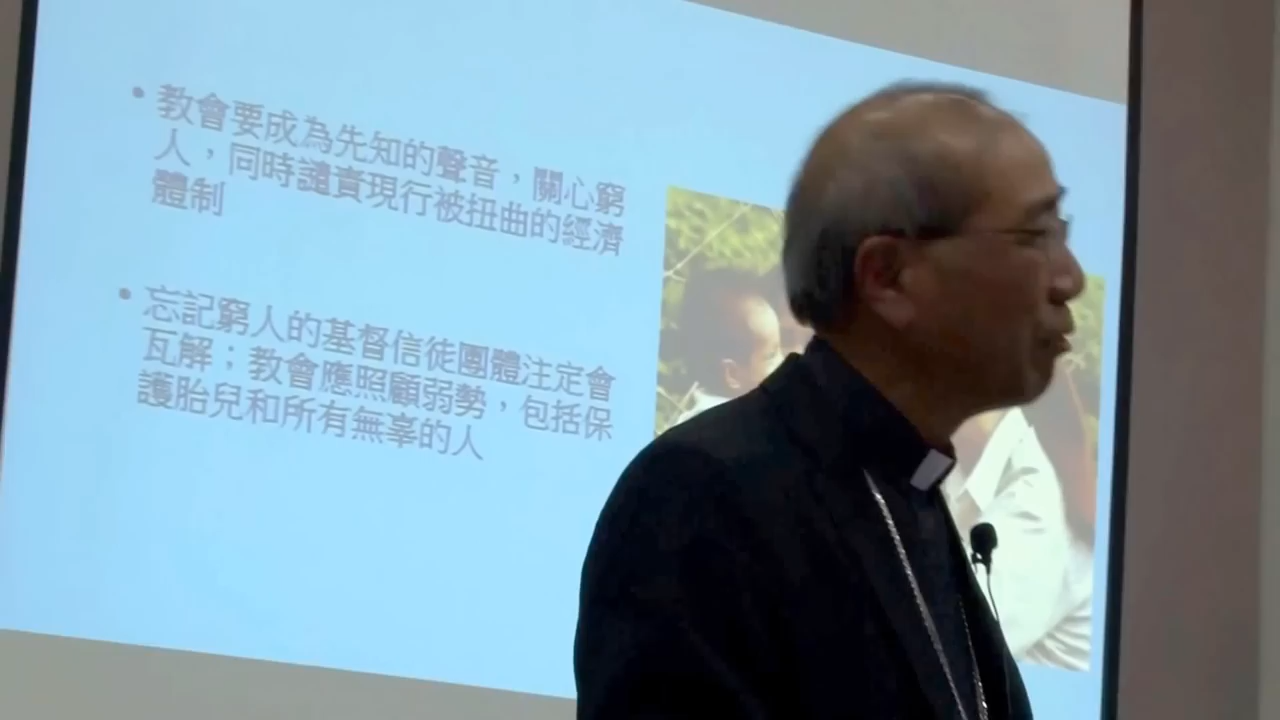 • 教會要成為先知的聲音，關心窮
人，同時譴責現行被扭曲的經濟
體制
• 忘記窮人的基督信徒團體注定會
瓦解；教會應照顧弱勢，包括保
護胎兒和所有無辜的人